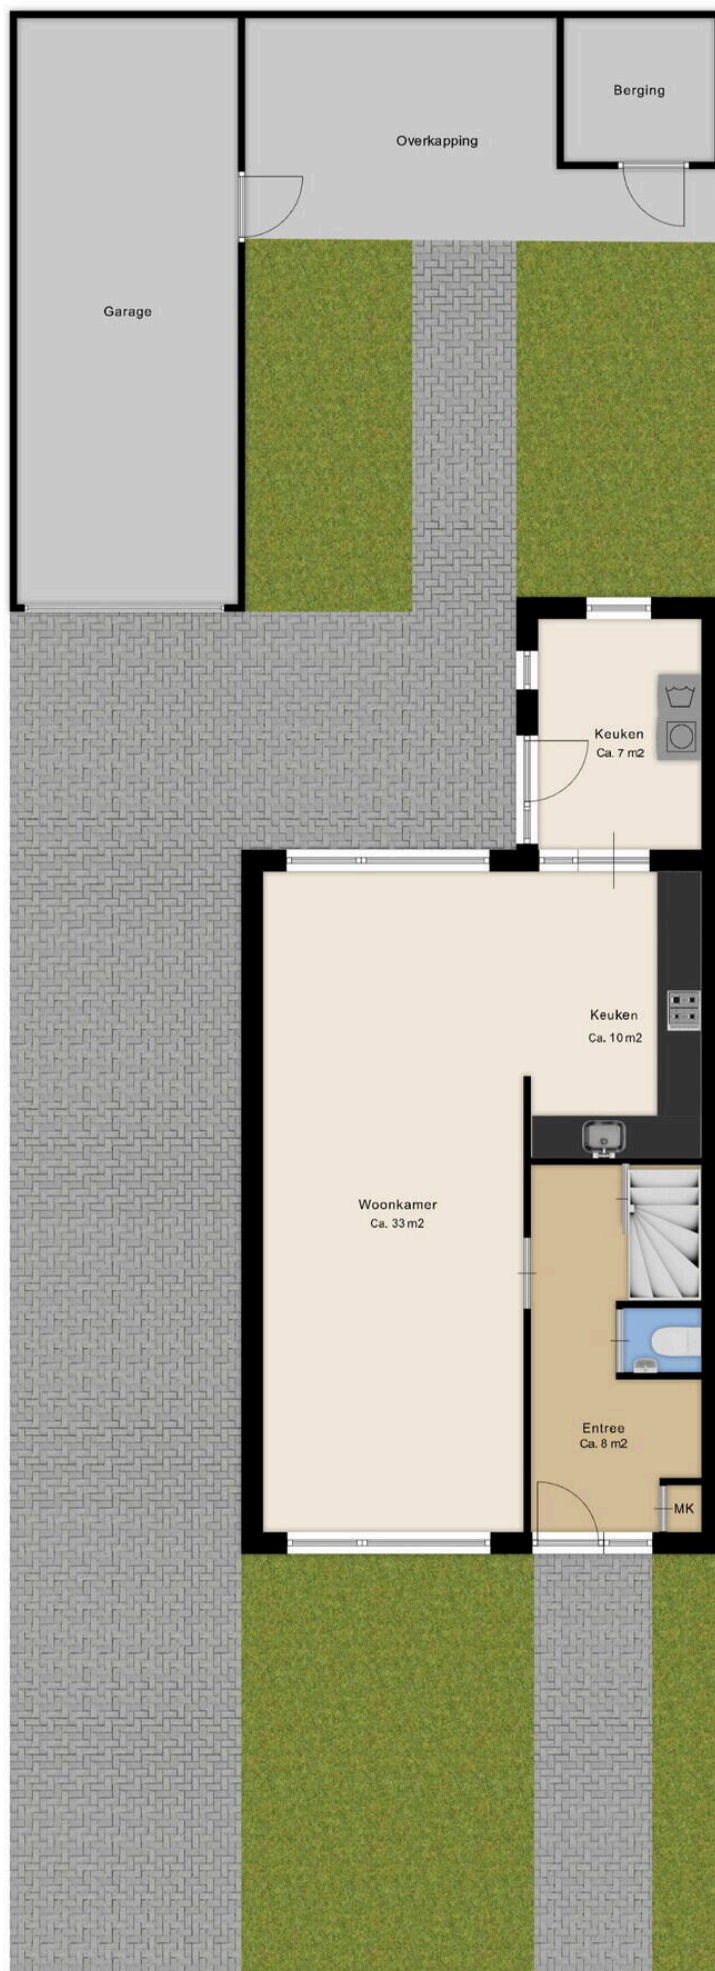 Berging
Overkapping
Garage
Keuken
Ca. 7 m2
Keuken
Ca. 10 m2
Woonkamer
Ca. 33 m2
Entree
Ca. 8 m2
MK